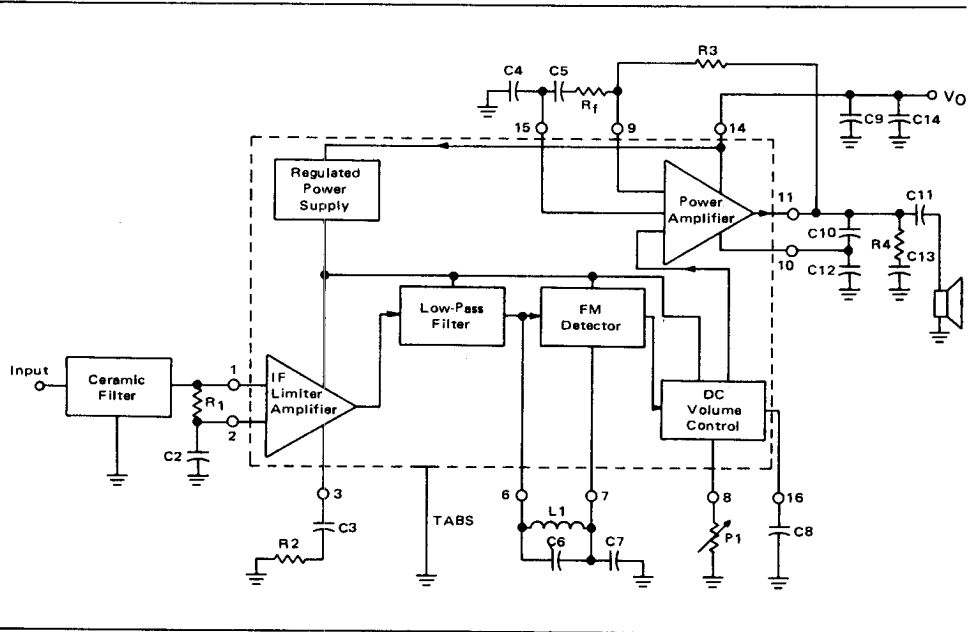 R3
C4
C5
Rf
VO
C9
C14
15
9
14
Regulated
Power
Supply
Power
Amplifier
11
C11
C10
R4
C13
10
C12
Low-Pass
Filter
FM
Detector
Input
Ceramic
Filter
1
R1
2
C2
IF
Limiter
Amplifier
DC
Volume
Control
3
6
7
8
16
C3
TABS
L1
C6
C7
P1
C8
R2